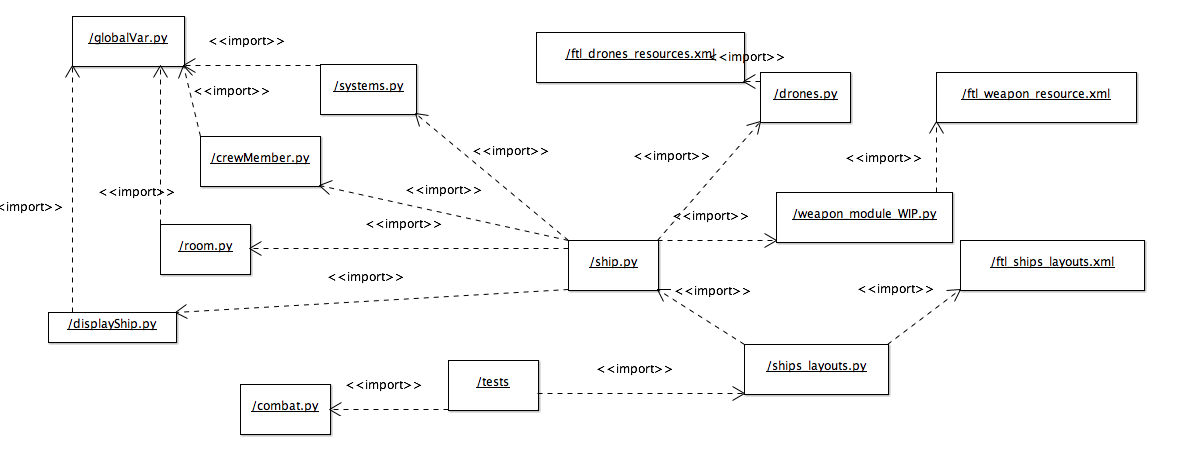 /globalVar.py
<<import>>
/ftl_drones_resources.xml
<<import>>
/systems.py
<<import>>
/drones.py
/ftl_weapon_resource.xml
/crewMember.py
<<import>>
<<import>>
<<import>>
<<import>>
<<import>>
<<import>>
<import>>
<<import>>
/weapon_module_WIP.py
<<import>>
/room.py
/ship.py
/ftl_ships_layouts.xml
<<import>>
<<import>>
<<import>>
/displayShip.py
/ships_layouts.py
<<import>>
/tests
<<import>>
/combat.py